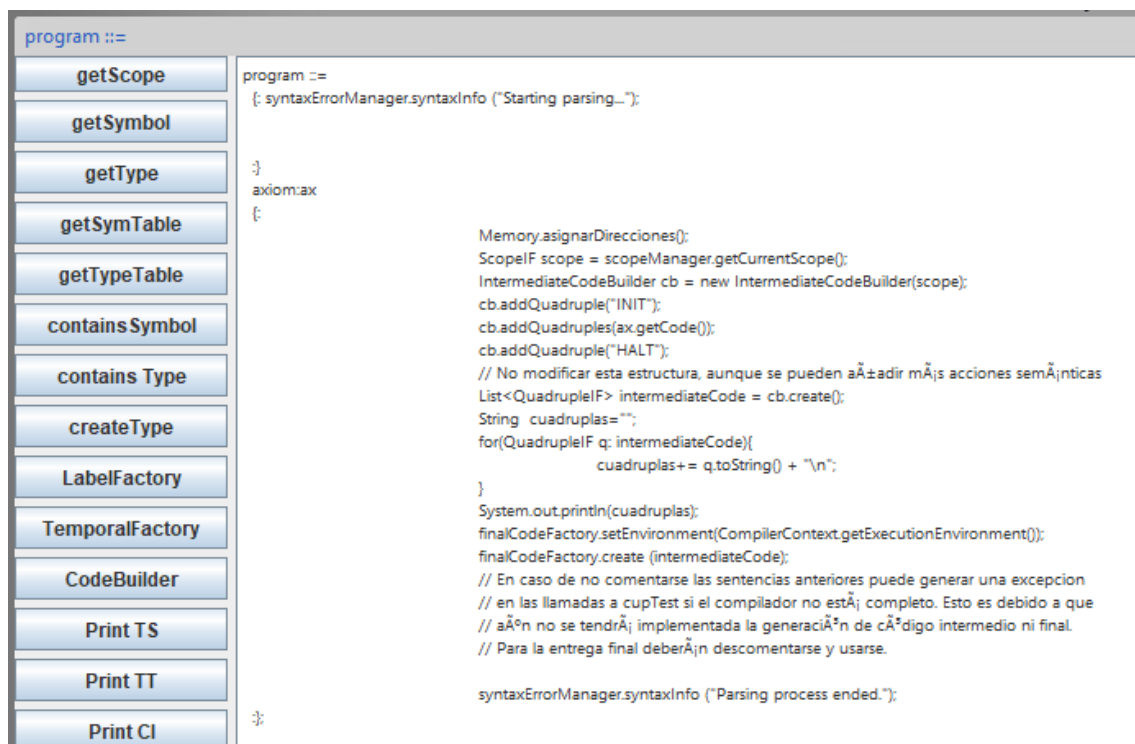 program ::=
getScope
getSymbol
getType
getSymTable
getTypeTable
containsSymbol
contains Type
createType
LabelFactory
TemporalFactory
CodeBuilder
Print TS
Print TT
Print CI
program ::=
{: syntaxErrorManager.syntaxInfo ("Starting parsing...");
:}
axiom:ax
{:
Memory.asignarDirecciones();
ScopeIF scope = scopeManager.getCurrentScope();
IntermediateCodeBuilder cb = new IntermediateCodeBuilder(scope);
cb.addQuadruple("INIT");
cb.addQuadruples(ax.getCode());
cb.addQuadruple("HALT");
// No modificar esta estructura, aunque se pueden aÃ±adir mÃ¡s acciones semÃ¡nticas
List<QuadrupleIF> intermediateCode = cb.create();
String cuadruplas="";
for(QuadrupleIF q: intermediateCode){
cuadruplas+= q.toString() + "\n";
}
System.out.println(cuadruplas);
finalCodeFactory.setEnvironment(CompilerContext.getExecutionEnvironment());
finalCodeFactory.create (intermediateCode);
// En caso de no comentarse las sentencias anteriores puede generar una excepcion
// en las llamadas a cupTest si el compilador no estÃ¡ completo. Esto es debido a que
// aÃºn no se tendrÃ¡ implementada la generaciÃ³n de cÃ³digo intermedio ni final.
// Para la entrega final deberÃ¡n descomentarse y usarse.
syntaxErrorManager.syntaxInfo ("Parsing process ended.");
:};